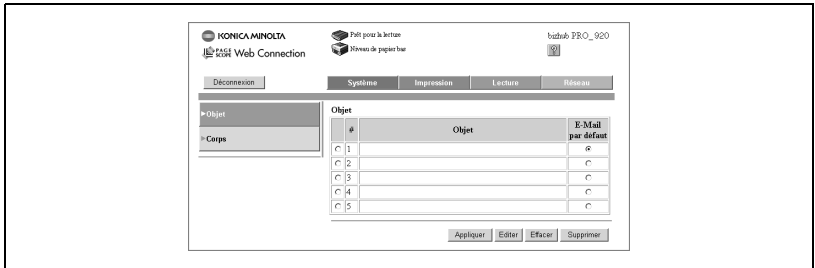 KONICA MINOLTA
PAGE SCOPE Web Connection
Prêt pour la lecture
Niveau de papier bas
bizhub PRO_920
?
Déconnexion
Système Impression Lecture Réseau
Objet
Corps
Objet
# Objet E-Mail par défaut
1
2
3
4
5
Appliquer Editer Effacer Supprimer